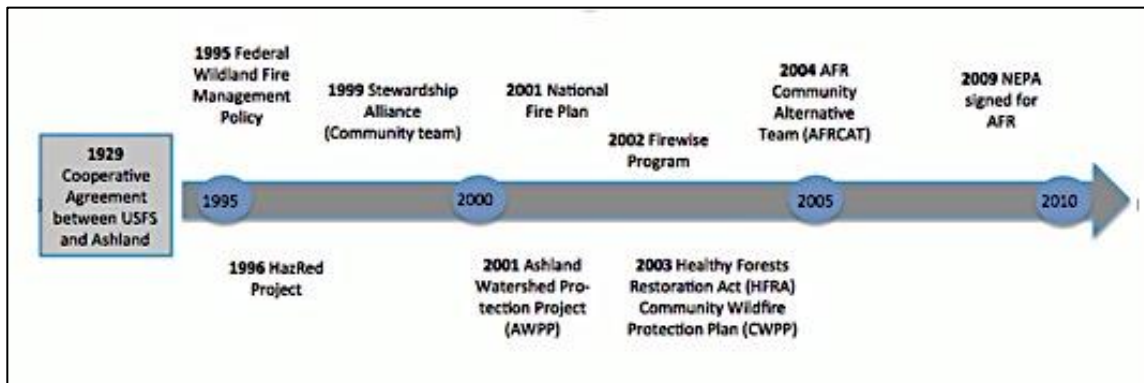 1995 Federal
Wildland Fire
Management
Policy
1999 Stewardship
Alliance
(Community team)
2001 National
Fire Plan
2002 Firewise
Program
2004 AFR
Community
Alternative
Team (AFRCAT)
2009 NEPA
signed for
AFR
1929
Cooperative
Agreement
between USFS
and Ashland
1995
2000
2005
2010
1996 HazRed
Project
2001 Ashland
Watershed Pro-
tection Project
(AWPP)
2003 Healthy Forests
Restoration Act (HFRA)
Community Wildfire
Protection Plan (CWPP)